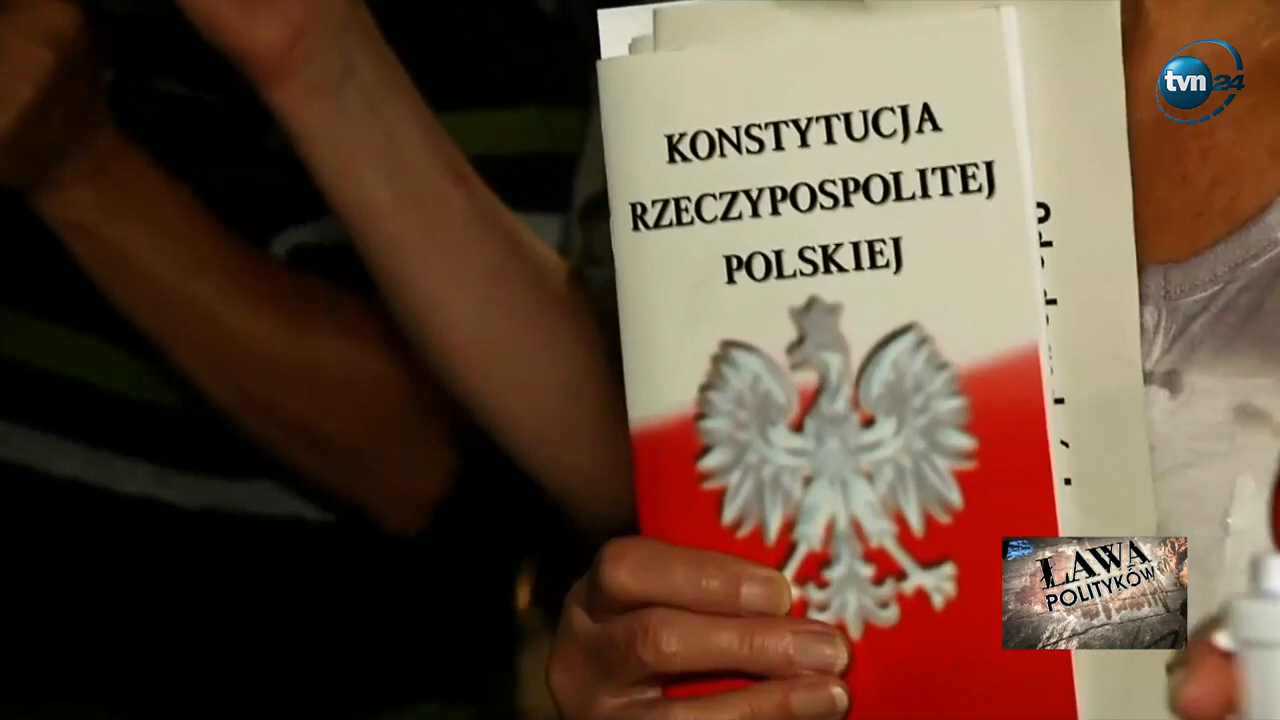 KONSTYTUCJA
RZECZYPOSPOLITEJ
POLSKIEJ
tvn24
ŁAWA
POLITYKÓW